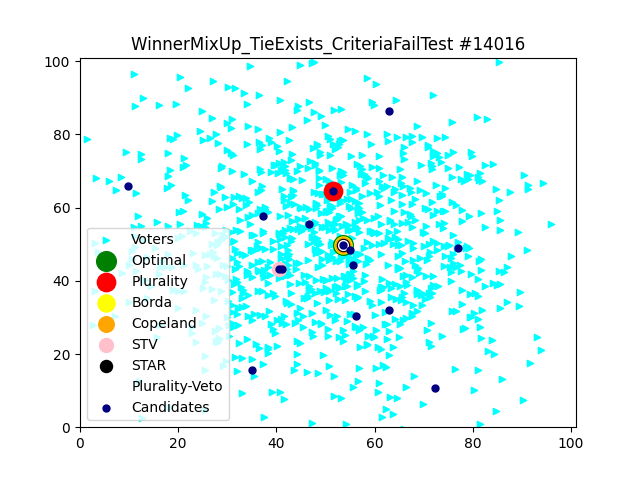 WinnerMixUp_TieExists_CriteriaFailTest #14016
100
80
60
40
20
0
Voters
Optimal
Plurality
Borda
Copeland
STV
STAR
Plurality-Veto
Candidates
0 20 40 60 80 100